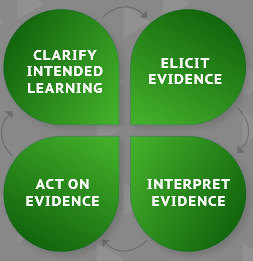 CLARIFY
INTENDED
LEARNING
ELICIT
EVIDENCE
ACT ON
EVIDENCE
INTERPRET
EVIDENCE